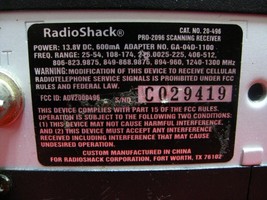 RadioShack® CAT. NO. 20-496
PRO-2096 SCANNING RECEIVER
POWER: 13.8V DC, 600mA ADAPTER NO. GA-040-1100
FREQ. RANGE: 25-54, 108-174, 216.0025-225, 406-512,
806-823.9875, 849-868.9875, 894-960, 1240-1300 MHz
MODIFICATION OF THIS DEVICE TO RECEIVE CELLULAR
RADIOTELEPHONE SERVICE SIGNALS IS PROHIBITED UNDER FCC
RULES AND FEDERAL LAW.
FCC ID: S/NO. C029419
THIS DEVICE COMPLIES WITH PART 15 OF THE FCC RULES.
OPERATION IS SUBJECT TO THE FOLLOWING TWO CONDITIONS:
(1) THIS DEVICE MAY NOT CAUSE HARMFUL INTERFERENCE, AND
(2) THIS DEVICE MUST ACCEPT ANY INTERFERENCE RECEIVED,
INCLUDING INTERFERENCE THAT MAY CAUSE
UNDESIRED OPERATION.
CUSTOM MANUFACTURED IN CHINA
FOR RADIOSHACK CORPORATION, FORT WORTH, TX 76102